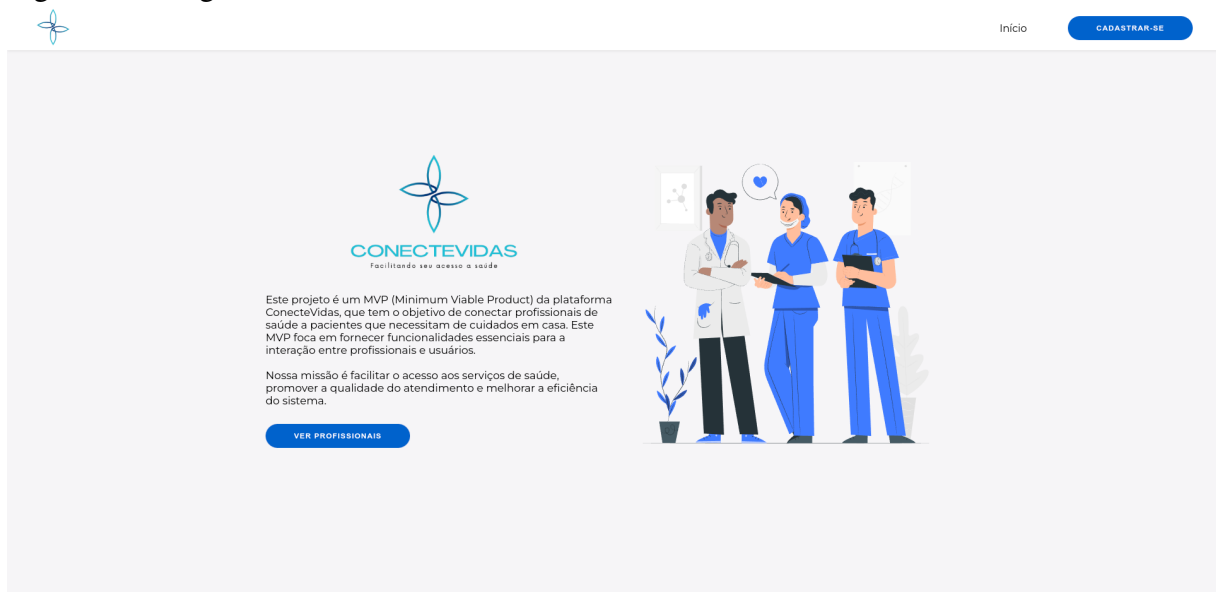 Início
CADASTRAR-SE
CONECTEVIDAS
Facilitando seu acesso a saúde
Este projeto é um MVP (Minimum Viable Product) da plataforma
ConecteVidas, que tem o objetivo de conectar profissionais de
saúde a pacientes que necessitam de cuidados em casa. Este
MVP foca em fornecer funcionalidades essenciais para a
interação entre profissionais e usuários.
Nossa missão é facilitar o acesso aos serviços de saúde,
promover a qualidade do atendimento e melhorar a eficiência
do sistema.
VER PROFISSIONAIS